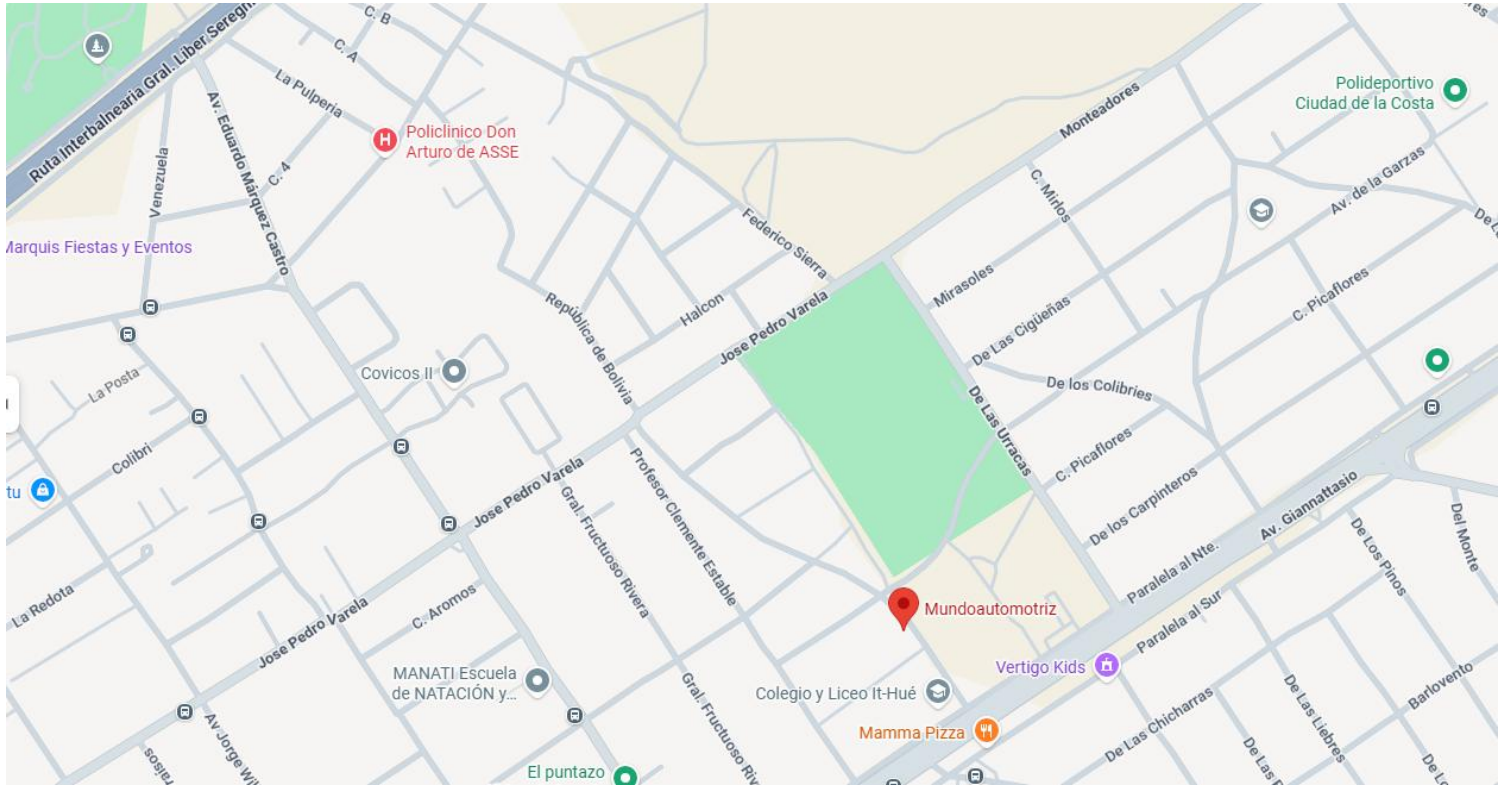 C. B
Ruta Interbalnearia Gral. Liber Seregni
C. A
La Pulperia
Policlinico Don
Arturo de ASSE
Monteadores
Polideportivo
Ciudad de la Costa
Venezuela
C. 4
Av. Eduardo Márquez Castro
C. Mirlos
Av. de la Garzas
Marquis Fiestas y Eventos
Federico Sierra
Mirasoles
C. Picaflores
Halcon
República de Bolivia
Jose Pedro Varela
De Las Cigüeñas
La Posta
Covicos II
De los Colibries
De Las Urracas
Colibri
C. Picaflores
Jose Pedro Varela
Profesor Clemente Estable
Gral. Fructuoso Rivera
De los Carpinteros
Av. Giannattasio
Del Monte
De Los Pinos
tu
La Redota
Jose Pedro Varela
C. Aromos
Paralela al Nte.
Paralela al Sur
Mundoautomotriz
MANATI Escuela
de NATACIÓN y...
Vertigo Kids
Colegio y Liceo It-Hué
Gral. Fructuoso Riv
Barlovento
De Las Liebres
De Las Chicharras
Mamma Pizza
Av. Jorge Wil
El puntazo